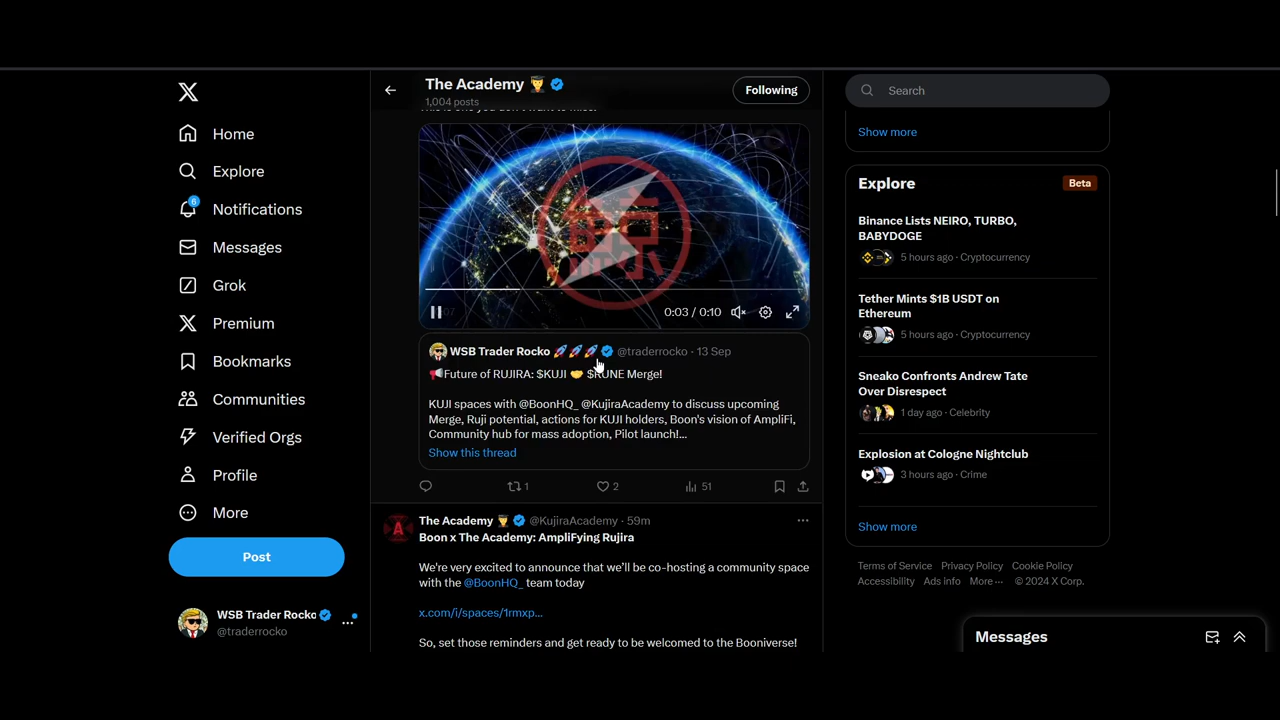 The Academy
1,004 posts
Following
Home
Explore
6
Notifications
Messages
Grok
Premium
Bookmarks
Communities
Verified Orgs
Profile
More
Post
WSB Trader Rocko
@traderrocko
0:03 / 0:10
WSB Trader Rocko 🚀🚀🚀 @traderrocko · 13 Sep
📢Future of RUJIRA: $KUJI 🤝 $RUNE Merge!
KUJI spaces with @BoonHQ_ @KujiraAcademy to discuss upcoming
Merge, Ruji potential, actions for KUJI holders, Boon's vision of AmpliFi,
Community hub for mass adoption, Pilot launch!...
Show this thread
1
2
51
The Academy @KujiraAcademy · 59m
Boon x The Academy: AmpliFying Rujira
We're very excited to announce that we'll be co-hosting a community space
with the @BoonHQ_ team today
x.com/i/spaces/1rmxp...
So, set those reminders and get ready to be welcomed to the Booniverse!
Search
Show more
Explore
Beta
Binance Lists NEIRO, TURBO,
BABYDOGE
5 hours ago · Cryptocurrency
Tether Mints $1B USDT on
Ethereum
5 hours ago · Cryptocurrency
Sneako Confronts Andrew Tate
Over Disrespect
1 day ago · Celebrity
Explosion at Cologne Nightclub
3 hours ago · Crime
Show more
Terms of Service Privacy Policy Cookie Policy
Accessibility Ads info More ··· © 2024 X Corp.
Messages